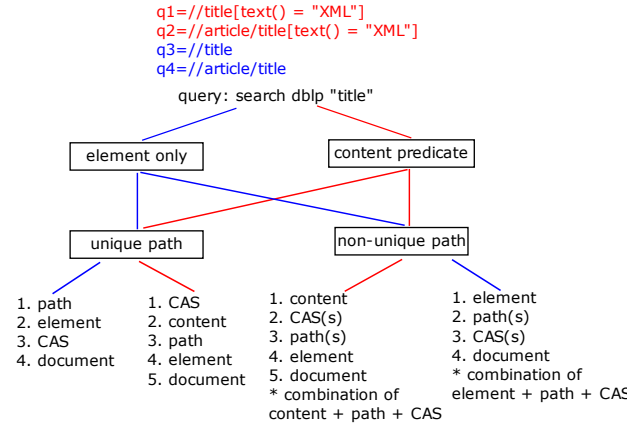 q1=//title[text() = "XML"]
q2=//article/title[text() = "XML"]
q3=//title
q4=//article/title
query: search dblp "title"
element only
content predicate
unique path
non-unique path
1. path
2. element
3. CAS
4. document
1. CAS
2. content
3. path
4. element
5. document
1. content
2. CAS(s)
3. path(s)
4. element
5. document
* combination of
content + path + CAS
1. element
2. path(s)
3. CAS(s)
4. document
* combination of
element + path + CAS